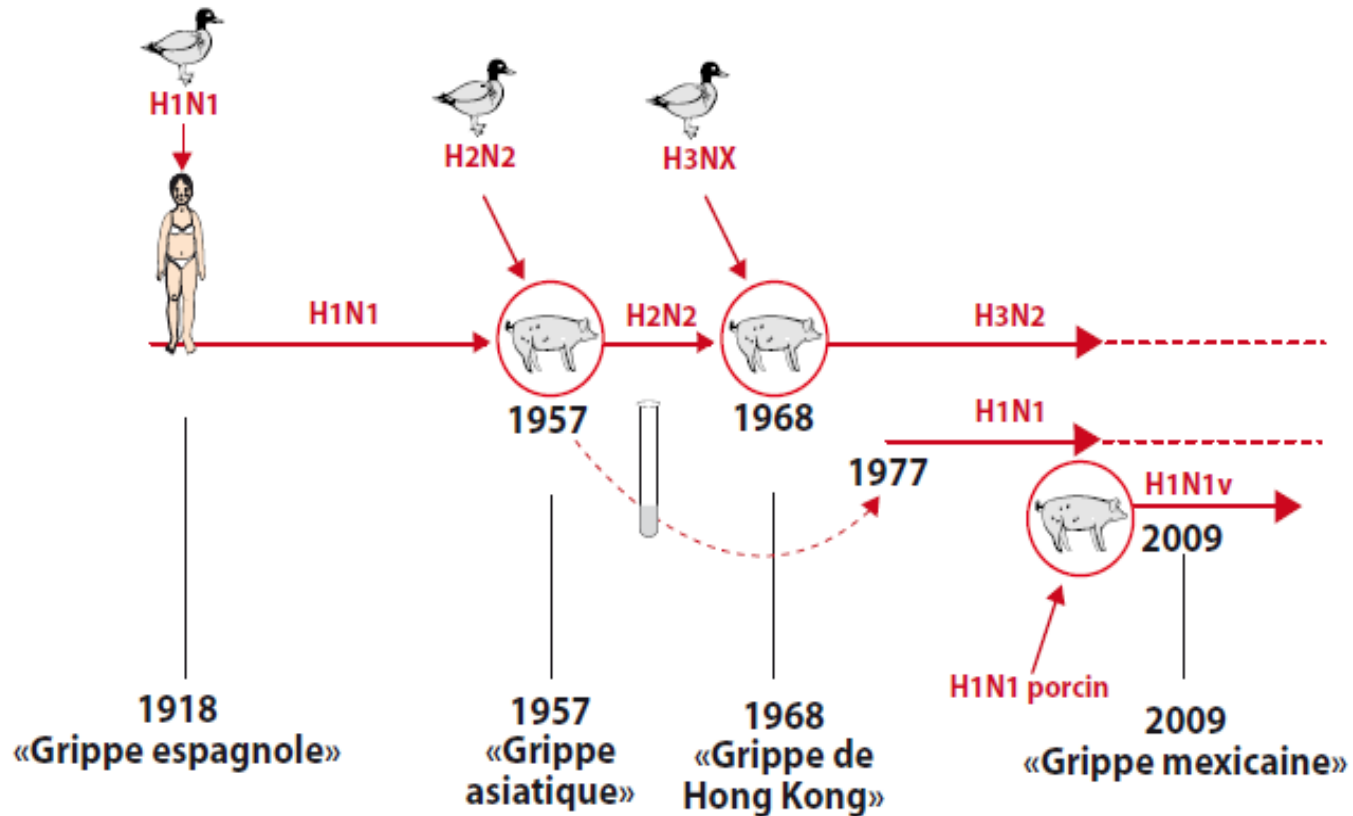 H1N1
H2N2
H3NX
H1N1
H2N2
H3N2
1957
1968
H1N1
1977
H1N1v
2009
H1N1 porcin
1918
«Grippe espagnole»
1957
«Grippe
asiatique»
1968
«Grippe de
Hong Kong»
2009
«Grippe mexicaine»